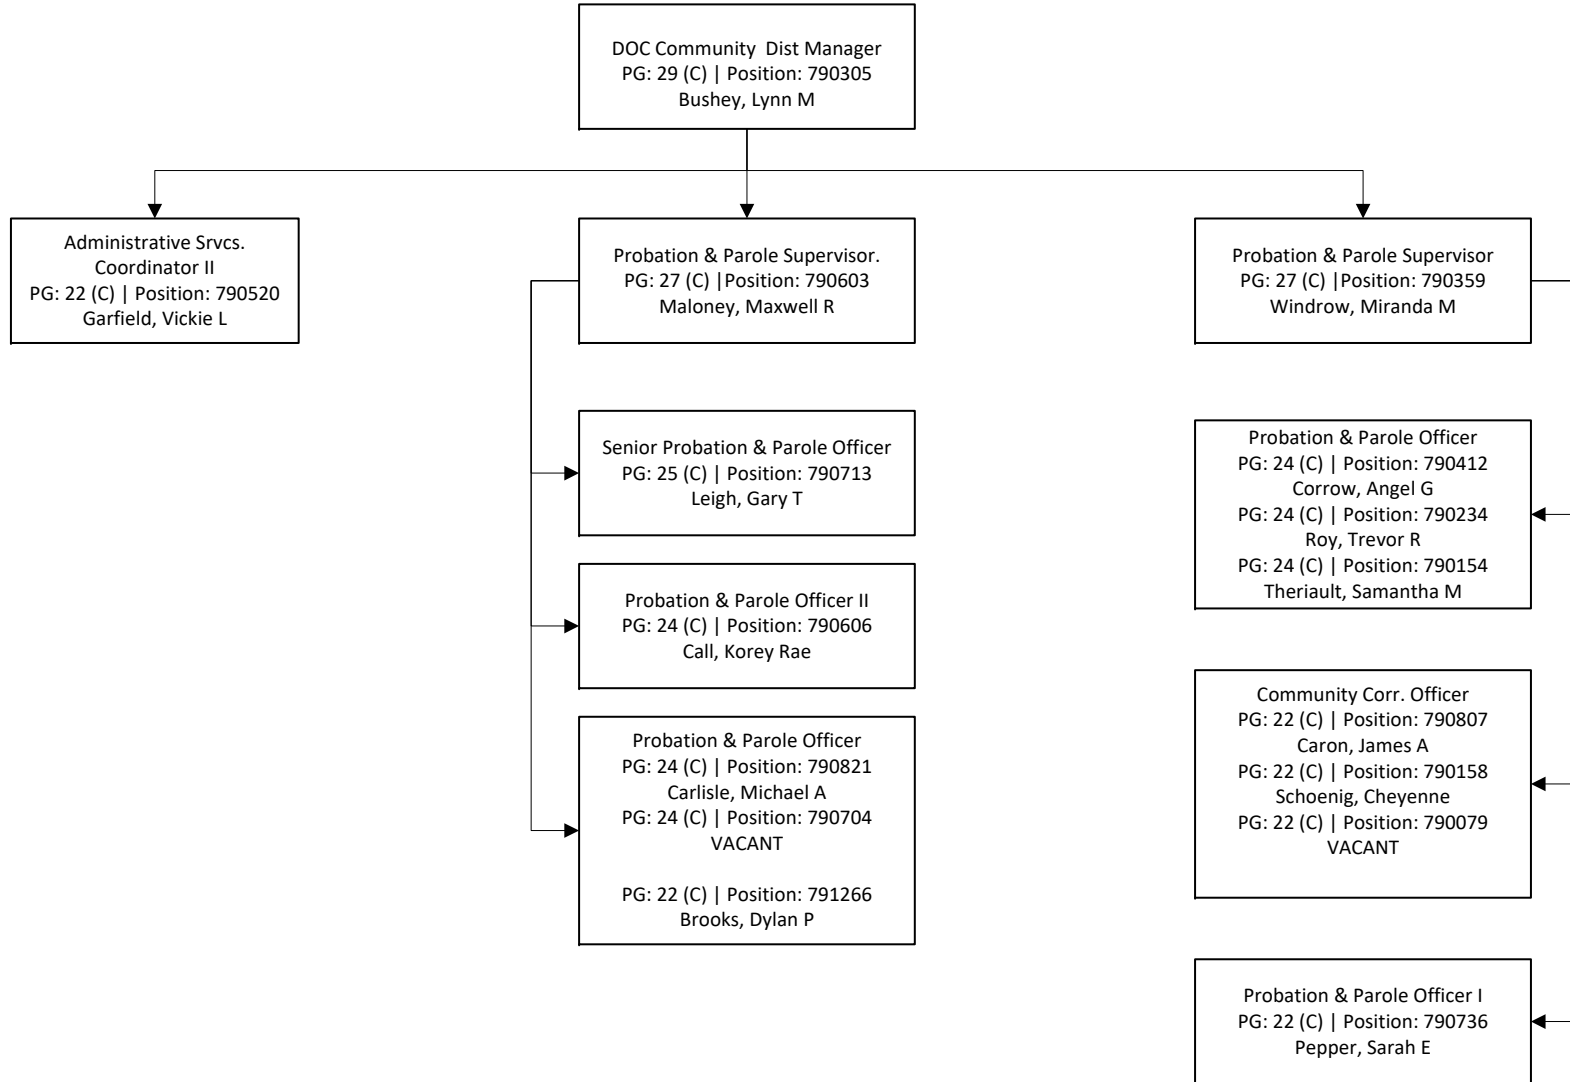 DOC Community  Dist Manager
PG: 29 (C) | Position: 790305
Bushey, Lynn M
Administrative Srvcs.
Coordinator II
PG: 22 (C) | Position: 790520
Garfield, Vickie L
Probation & Parole Supervisor.
PG: 27 (C) |Position: 790603
Maloney, Maxwell R
Probation & Parole Supervisor
PG: 27 (C) |Position: 790359
Windrow, Miranda M
Senior Probation & Parole Officer
PG: 25 (C) | Position: 790713
Leigh, Gary T
Probation & Parole Officer II
PG: 24 (C) | Position: 790606
Call, Korey Rae
Probation & Parole Officer
PG: 24 (C) | Position: 790821
Carlisle, Michael A
PG: 24 (C) | Position: 790704
VACANT
PG: 22 (C) | Position: 791266
Brooks, Dylan P
Probation & Parole Officer
PG: 24 (C) | Position: 790412
Corrow, Angel G
PG: 24 (C) | Position: 790234
Roy, Trevor R
PG: 24 (C) | Position: 790154
Theriault, Samantha M
Community Corr. Officer
PG: 22 (C) | Position: 790807
Caron, James A
PG: 22 (C) | Position: 790158
Schoenig, Cheyenne
PG: 22 (C) | Position: 790079
VACANT
Probation & Parole Officer I
PG: 22 (C) | Position: 790736
Pepper, Sarah E